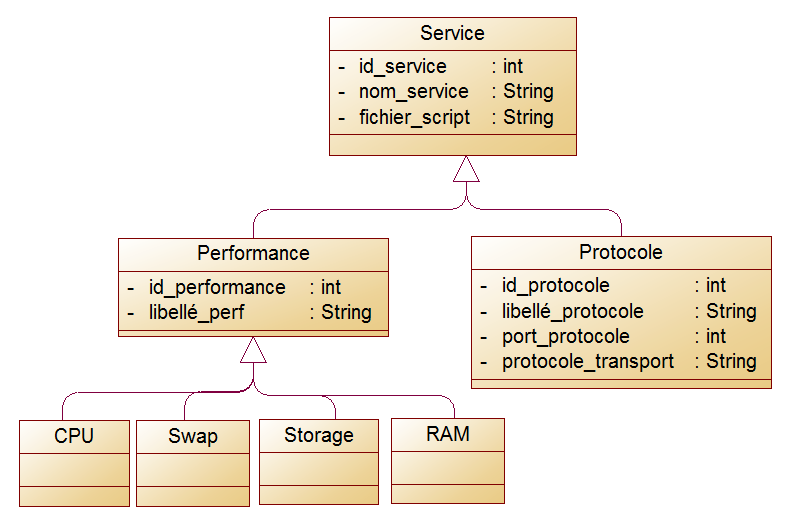 Service
- id_service : int
- nom_service : String
- fichier_script : String
Performance
- id_performance : int
- libellé_perf : String
Protocole
- id_protocole : int
- libellé_protocole : String
- port_protocole : int
- protocole_transport : String
CPU
Swap
Storage
RAM